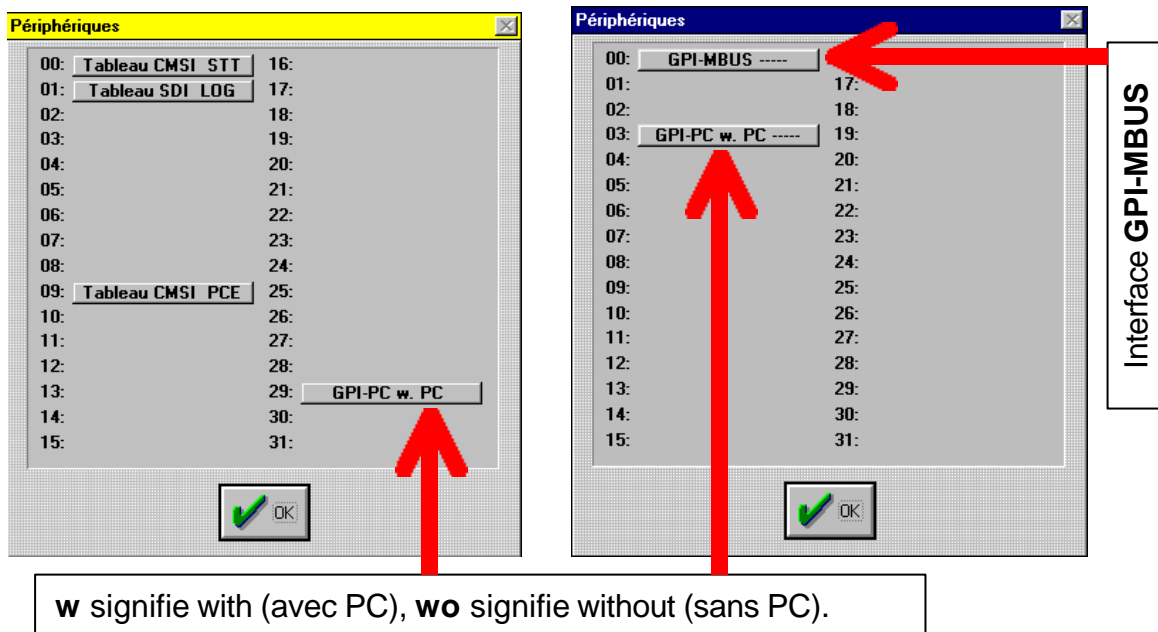 Périphériques
00: Tableau CMSI STT 16:
01: Tableau SDI LOG 17:
02: 18:
03: 19:
04: 20:
05: 21:
06: 22:
07: 23:
08: 24:
09: Tableau CMSI PCE 25:
10: 26:
11: 27:
12: 28:
13: 29: GPI-PC w. PC
14: 30:
15: 31:
OK
Périphériques
00: GPI-MBUS -----
01: 17:
02: 18:
03: GPI-PC w. PC ----- 19:
04: 20:
05: 21:
06: 22:
07: 23:
08: 24:
09: 25:
10: 26:
11: 27:
12: 28:
13: 29:
14: 30:
15: 31:
OK
Interface GPI-MBUS
w signifie with (avec PC), wo signifie without (sans PC).